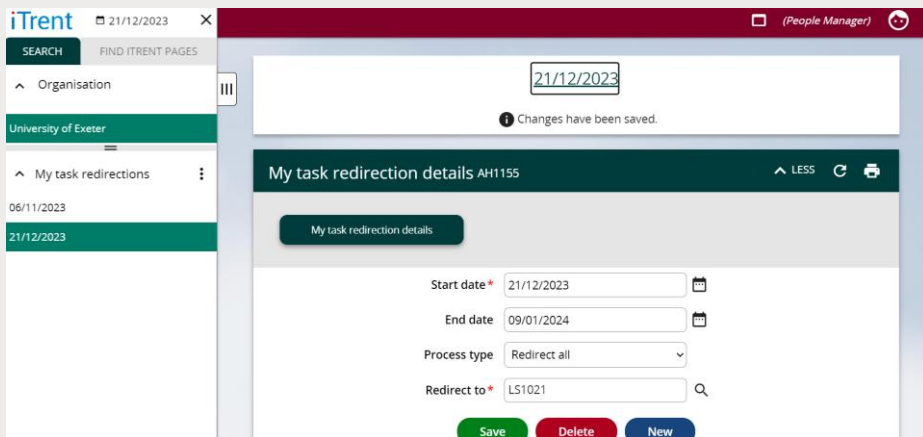 iTrent 21/12/2023
(People Manager)
SEARCH FIND ITRENT PAGES
Organisation
University of Exeter
My task redirections
06/11/2023
21/12/2023
21/12/2023
Changes have been saved.
My task redirection details AH1155 LESS
My task redirection details
Start date* 21/12/2023
End date 09/01/2024
Process type Redirect all
Redirect to* LS1021
Save Delete New